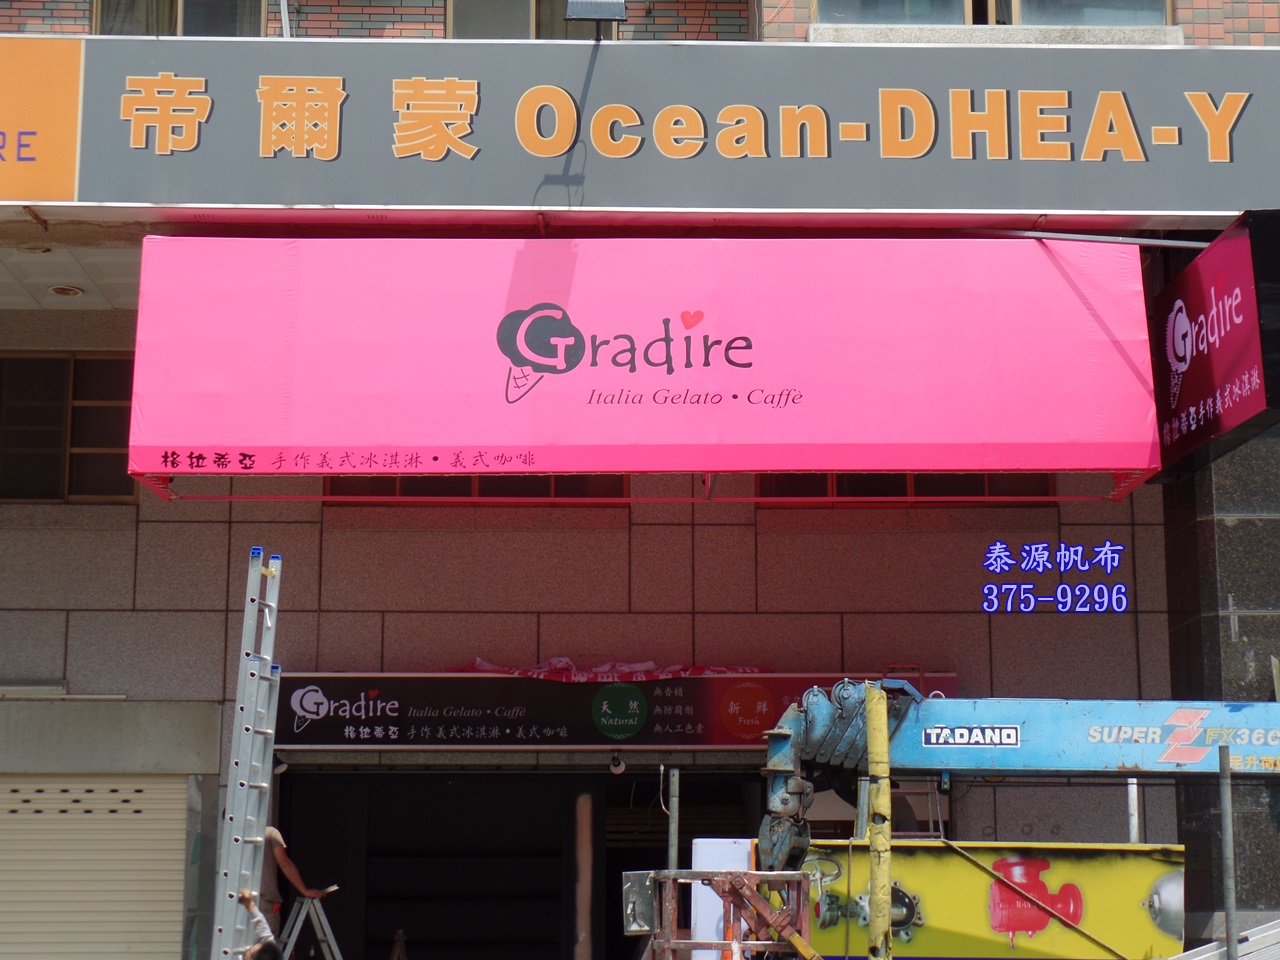 RE
帝爾蒙 Ocean-DHEA-Y
Gradire
Italia Gelato • Caffè
格拉蒂亞 手作義式冰淇淋 • 義式咖啡
Gradire
格拉蒂亞手作義式冰淇淋
泰源帆布
375-9296
Gradire Italia Gelato • Caffè
格拉蒂亞 手作義式冰淇淋 • 義式咖啡
天然
Natural
無香精
無防腐劑
無人工色素
新鮮
Fresh
TADANO
SUPER Z FX360